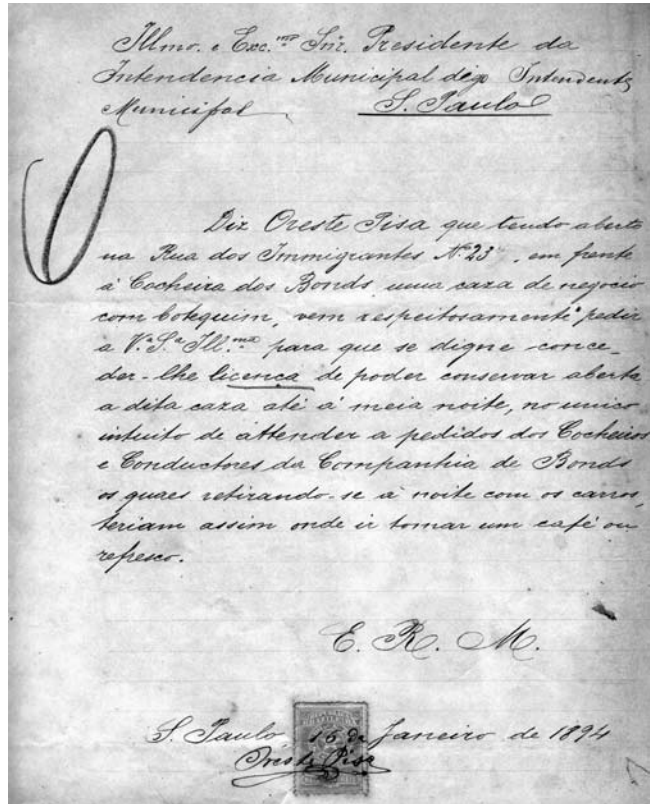 Illmo. e Exc.mo Snr. Presidente da
Intendencia Municipal digo Intendente
Municipal S. Paulo
Diz Oreste Pisa que tendo aberto
na Rua dos Immigrantes Nº 23, em frente
á Cocheira dos Bonds uma caza de negocio
com botequim, vem respeitosamente pedir
a V.ª S.ª Ill.ma para que se digne conce-
der-lhe licença de poder conservar aberta
a dita caza até á meia noite, no unico
intuito de attender a pedidos dos Cocheiros
e Conductores da Companhia de Bonds
os quaes retirando-se á noite com os carros,
teriam assim onde ir tomar um café ou
refresco.
E. R. M.
S. Paulo 15 de Janeiro de 1894
Oreste Pisa